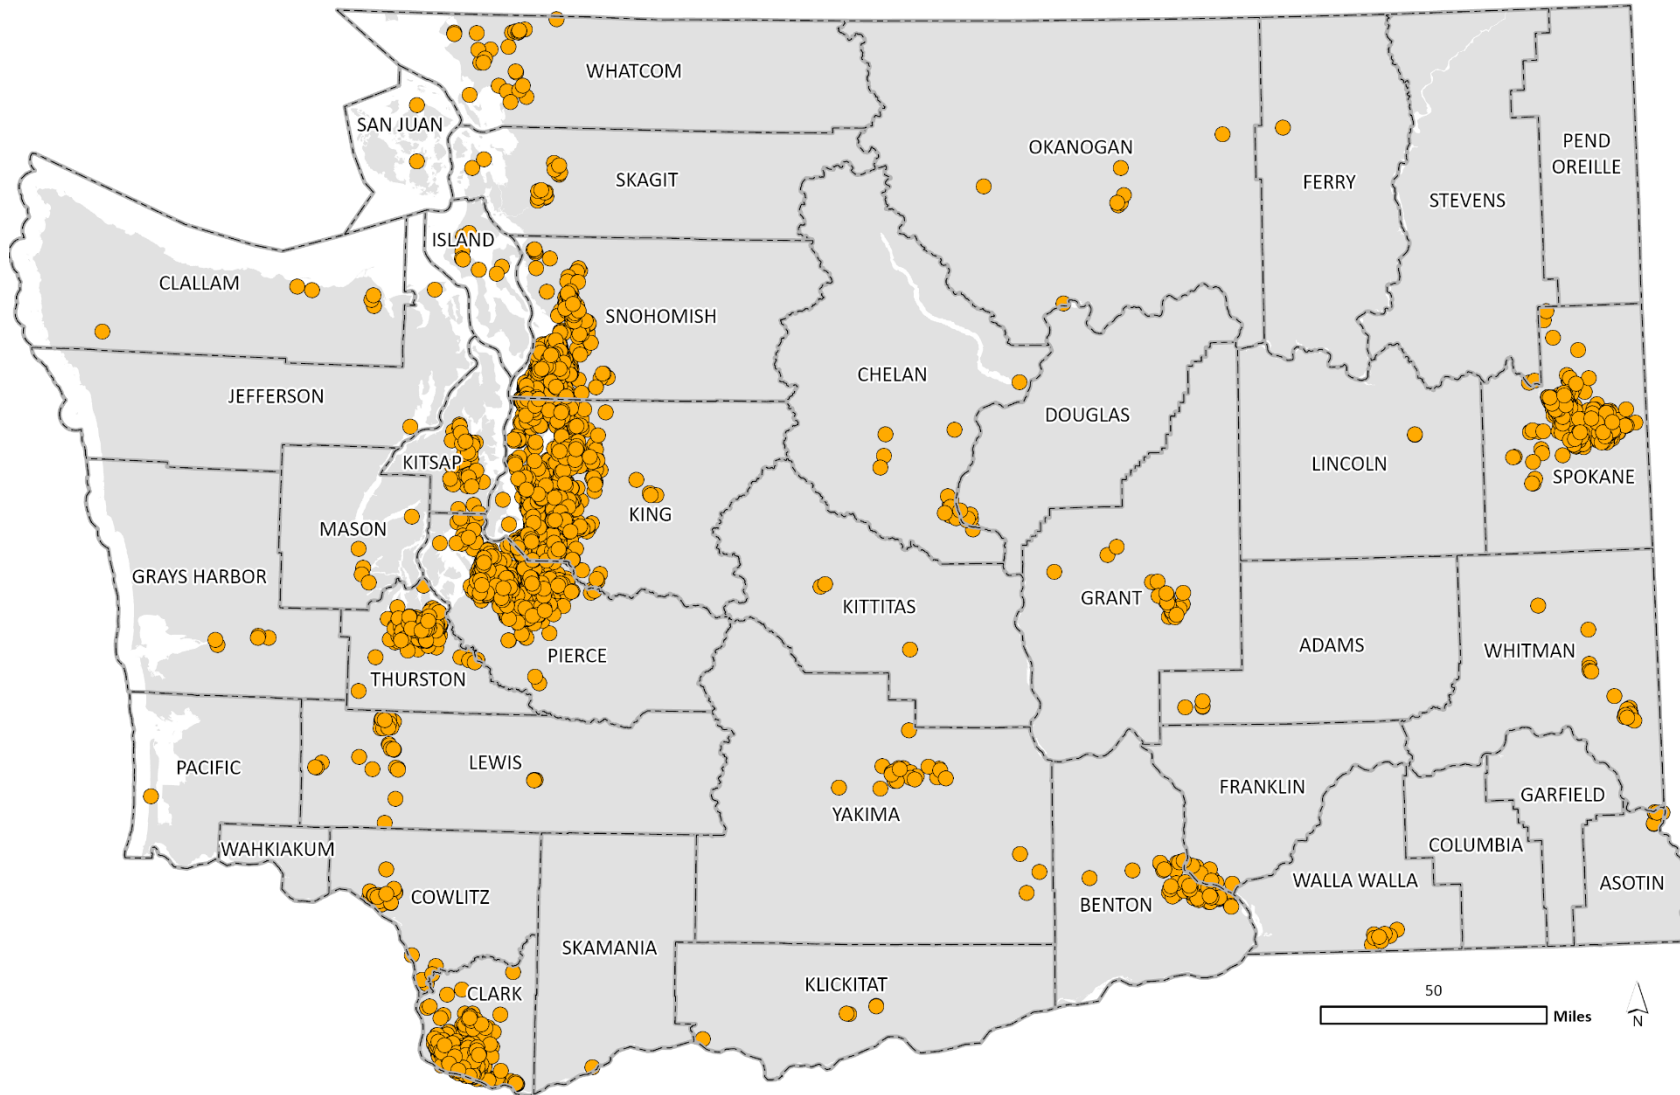 WHATCOM
SAN JUAN
OKANOGAN
PEND
OREILLE
SKAGIT
FERRY
STEVENS
ISLAND
CLALLAM
SNOHOMISH
CHELAN
JEFFERSON
DOUGLAS
KITSAP
LINCOLN
SPOKANE
KING
MASON
GRAYS HARBOR
KITTITAS
GRANT
ADAMS
WHITMAN
PIERCE
THURSTON
PACIFIC
LEWIS
FRANKLIN
GARFIELD
YAKIMA
WAHKIAKUM
COLUMBIA
WALLA WALLA
ASOTIN
COWLITZ
BENTON
SKAMANIA
KLICKITAT
CLARK
50
Miles
N